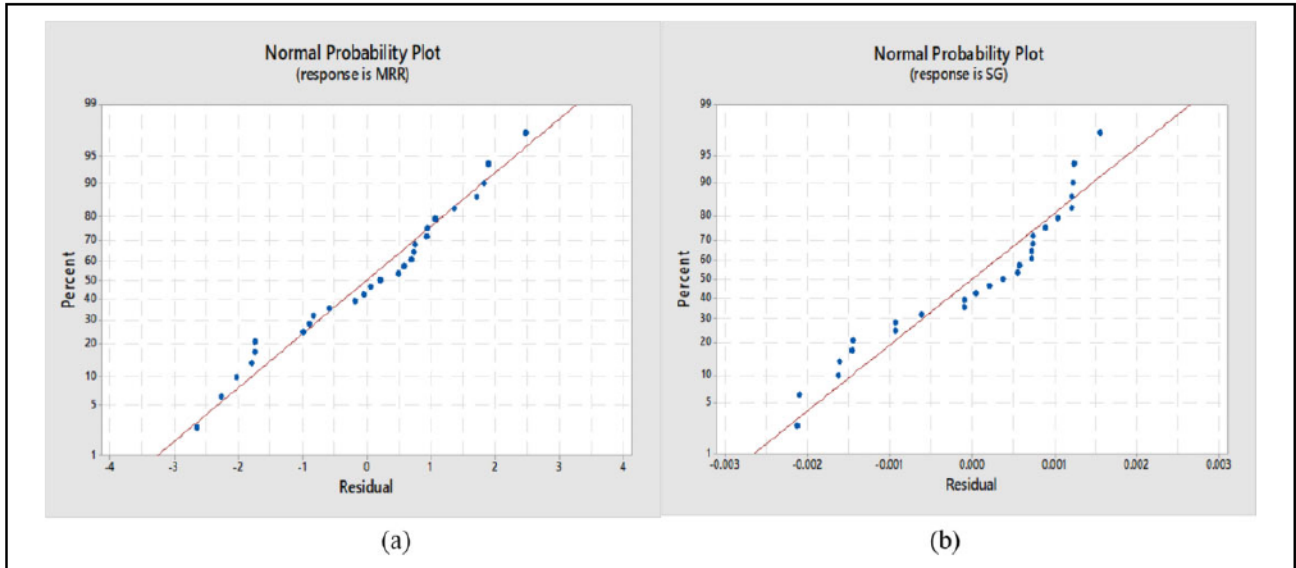 Normal Probability Plot
(response is MRR)
99
95
90
80
70
60
50
40
30
20
10
5
1
Percent
-4 -3 -2 -1 0 1 2 3 4
Residual
(a)
Normal Probability Plot
(response is SG)
99
95
90
80
70
60
50
40
30
20
10
5
1
Percent
-0.003 -0.002 -0.001 0.000 0.001 0.002 0.003
Residual
(b)